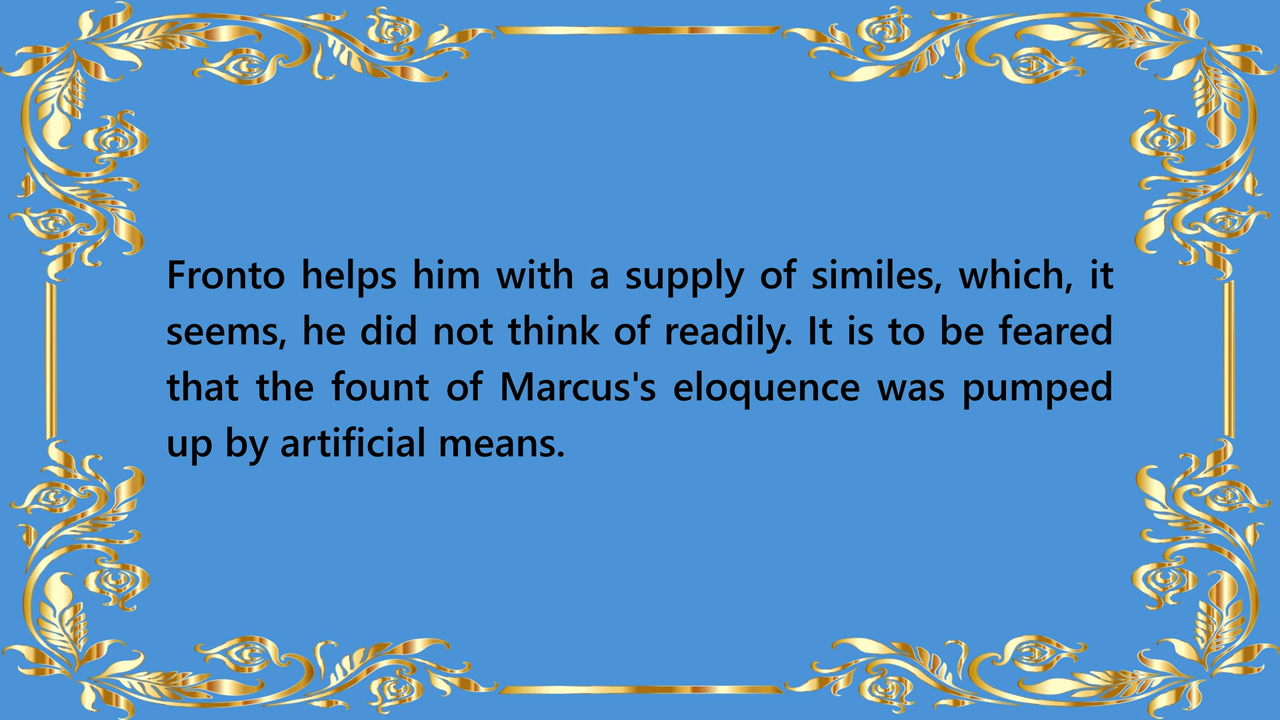 Fronto helps him with a supply of similes, which, it
seems, he did not think of readily. It is to be feared
that the fount of Marcus's eloquence was pumped
up by artificial means.